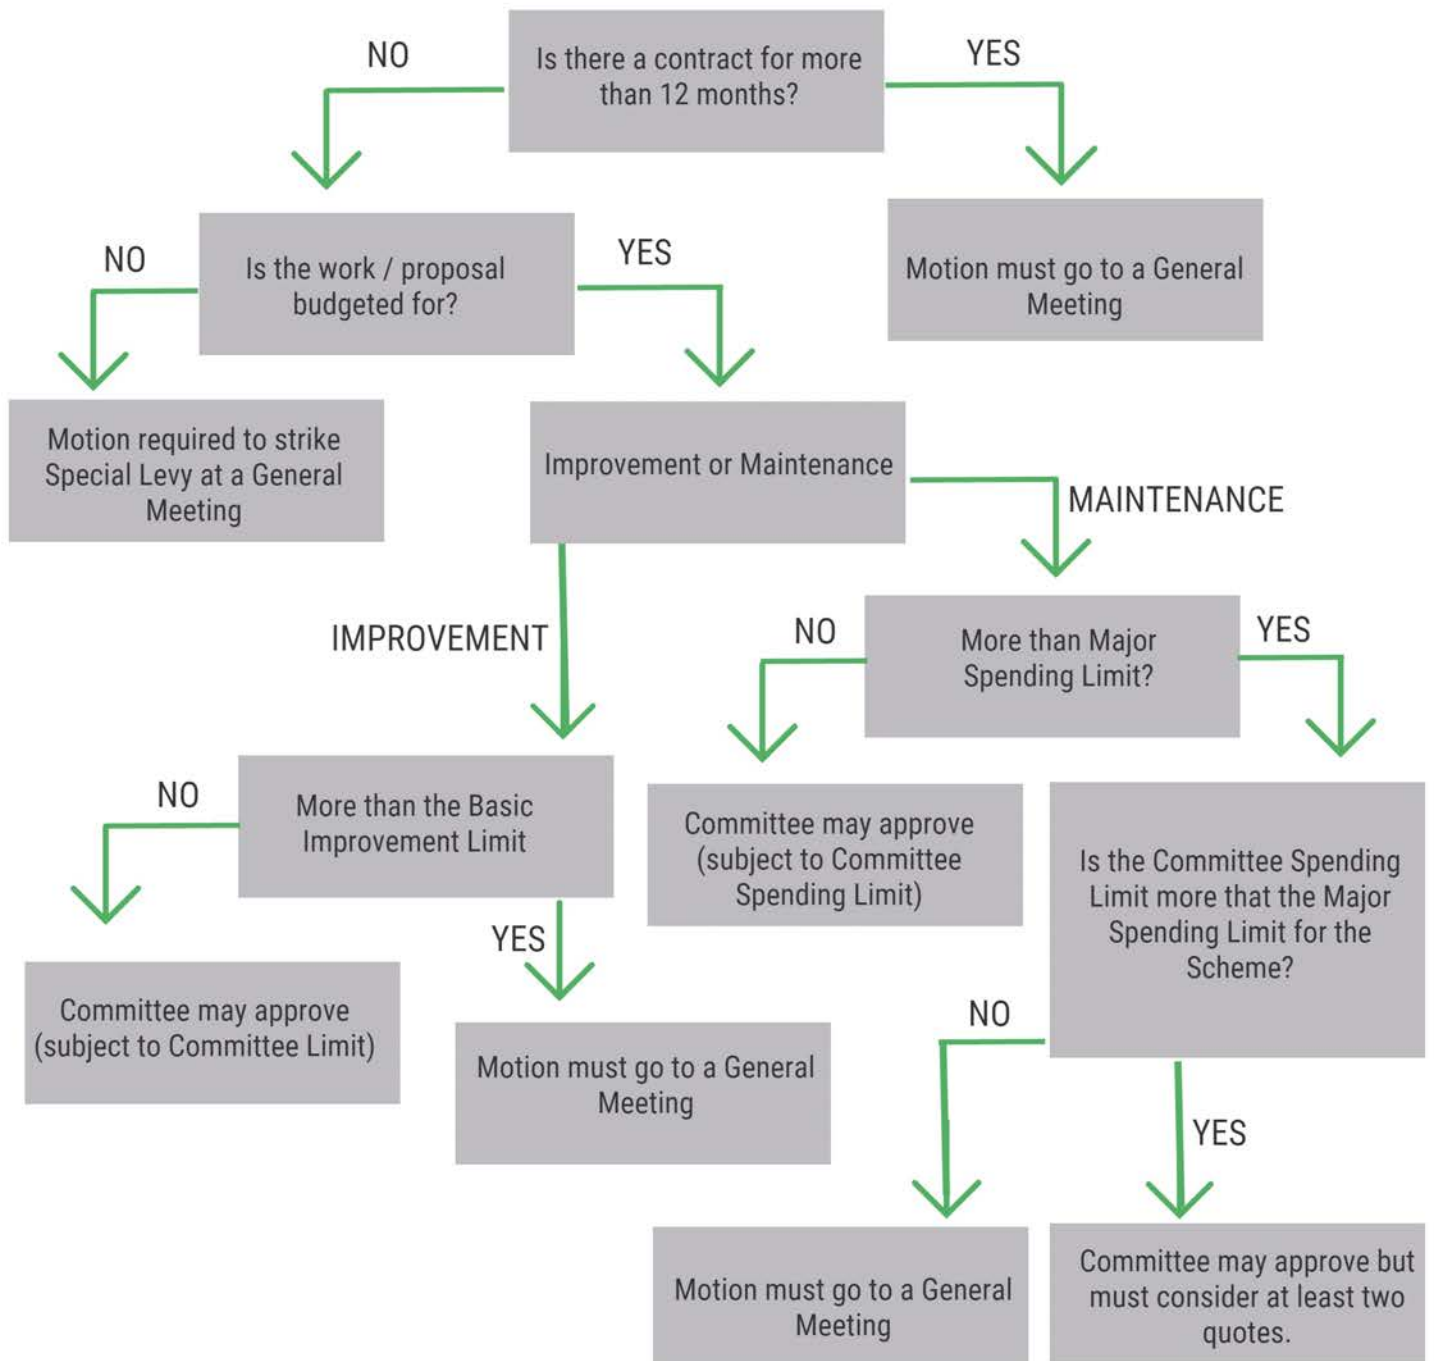 NO
Is there a contract for more
than 12 months?
YES
NO
Is the work / proposal
budgeted for?
YES
Motion must go to a General
Meeting
Motion required to strike
Special Levy at a General
Meeting
Improvement or Maintenance
MAINTENANCE
IMPROVEMENT
NO
More than Major
Spending Limit?
YES
NO
More than the Basic
Improvement Limit
Committee may approve
(subject to Committee
Spending Limit)
Is the Committee Spending
Limit more that the Major
Spending Limit for the
Scheme?
YES
Committee may approve
(subject to Committee Limit)
Motion must go to a General
Meeting
NO
YES
Motion must go to a General
Meeting
Committee may approve but
must consider at least two
quotes.